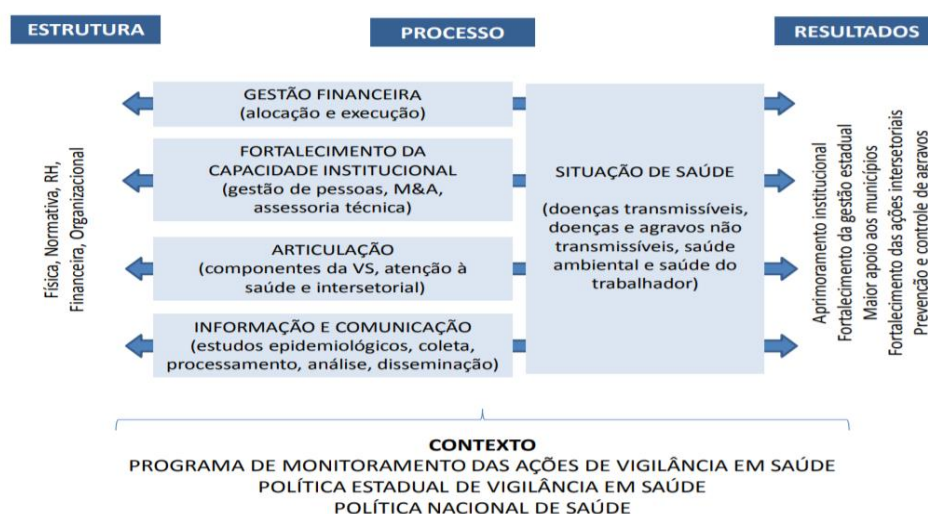 ESTRUTURA
PROCESSO
RESULTADOS
Física, Normativa, RH,
Financeira, Organizacional
GESTÃO FINANCEIRA
(alocação e execução)
FORTALECIMENTO DA
CAPACIDADE INSTITUCIONAL
(gestão de pessoas, M&A,
assessoria técnica)
ARTICULAÇÃO
(componentes da VS, atenção à
saúde e intersetorial)
INFORMAÇÃO E COMUNICAÇÃO
(estudos epidemiológicos, coleta,
processamento, análise, disseminação)
SITUAÇÃO DE SAÚDE
(doenças transmissíveis,
doenças e agravos não
transmissíveis, saúde
ambiental e saúde do
trabalhador)
Aprimoramento institucional
Fortalecimento da gestão estadual
Maior apoio aos municípios
Fortalecimento das ações intersetoriais
Prevenção e controle de agravos
CONTEXTO
PROGRAMA DE MONITORAMENTO DAS AÇÕES DE VIGILÂNCIA EM SAÚDE
POLÍTICA ESTADUAL DE VIGILÂNCIA EM SAÚDE
POLÍTICA NACIONAL DE SAÚDE